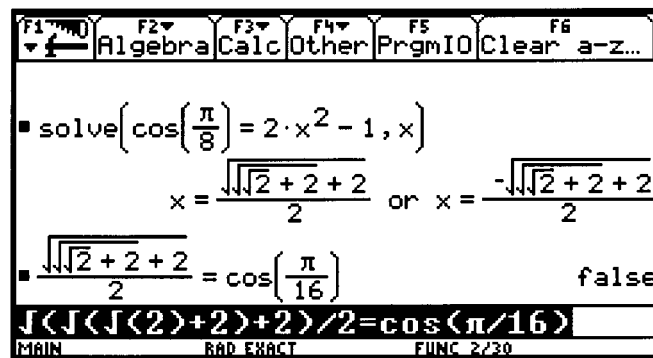 F1 F2 F3 F4 F5 F6
Algebra Calc Other PrgmIO Clear a-z…
▪ solve(cos(π/8) = 2·x² − 1, x)
x = √(√(√2 + 2) + 2)/2 or x = -√(√(√2 + 2) + 2)/2
▪ √(√(√2 + 2) + 2)/2 = cos(π/16) false
√(√(√(2)+2)+2)/2=cos(π/16)
MAIN RAD EXACT FUNC 2/30